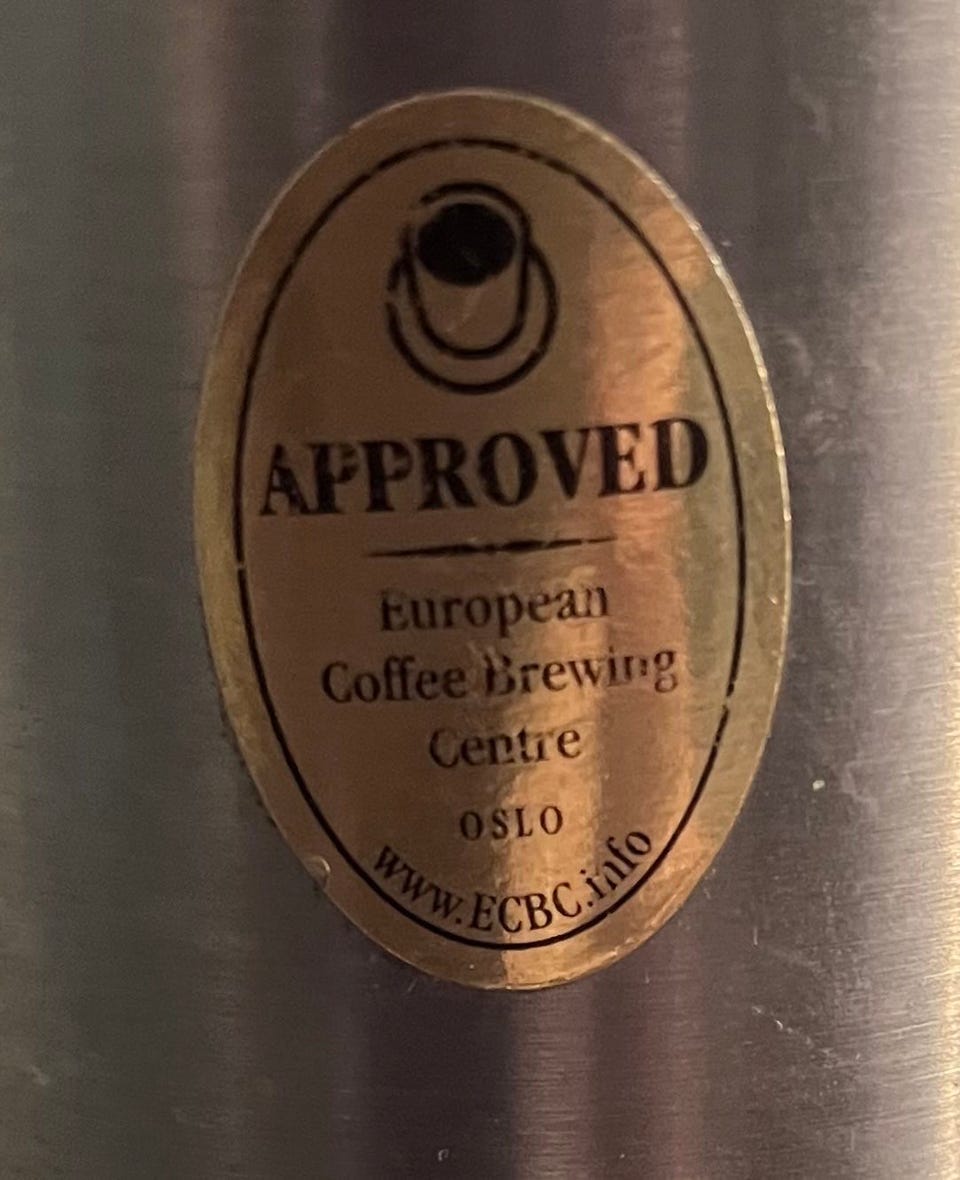 APPROVED
European
Coffee Brewing
Centre
OSLO
www.ECBC.info